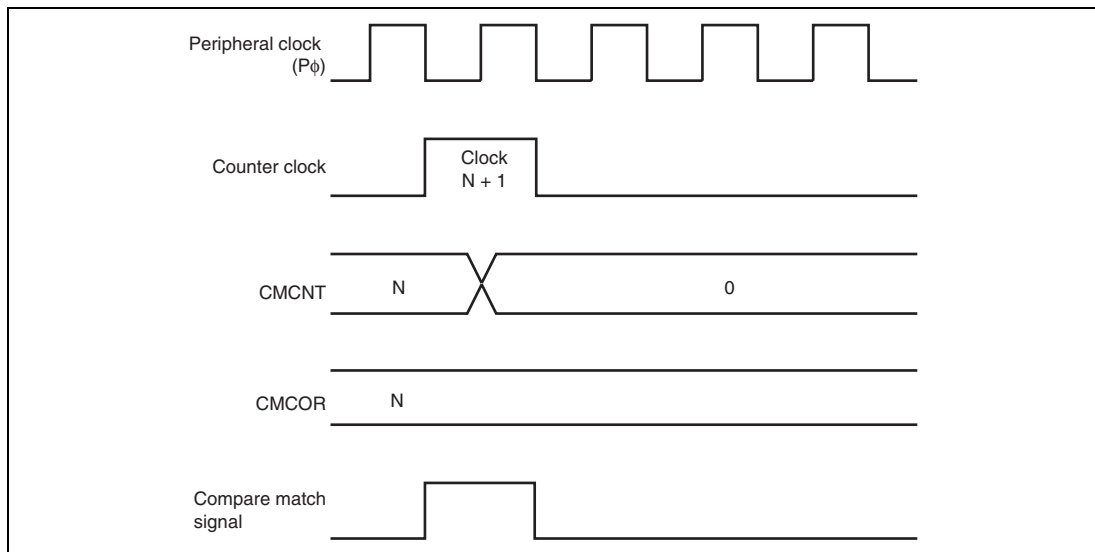 Peripheral clock
(Pϕ)
Counter clock
Clock
N + 1
CMCNT
N
0
CMCOR
N
Compare match
signal